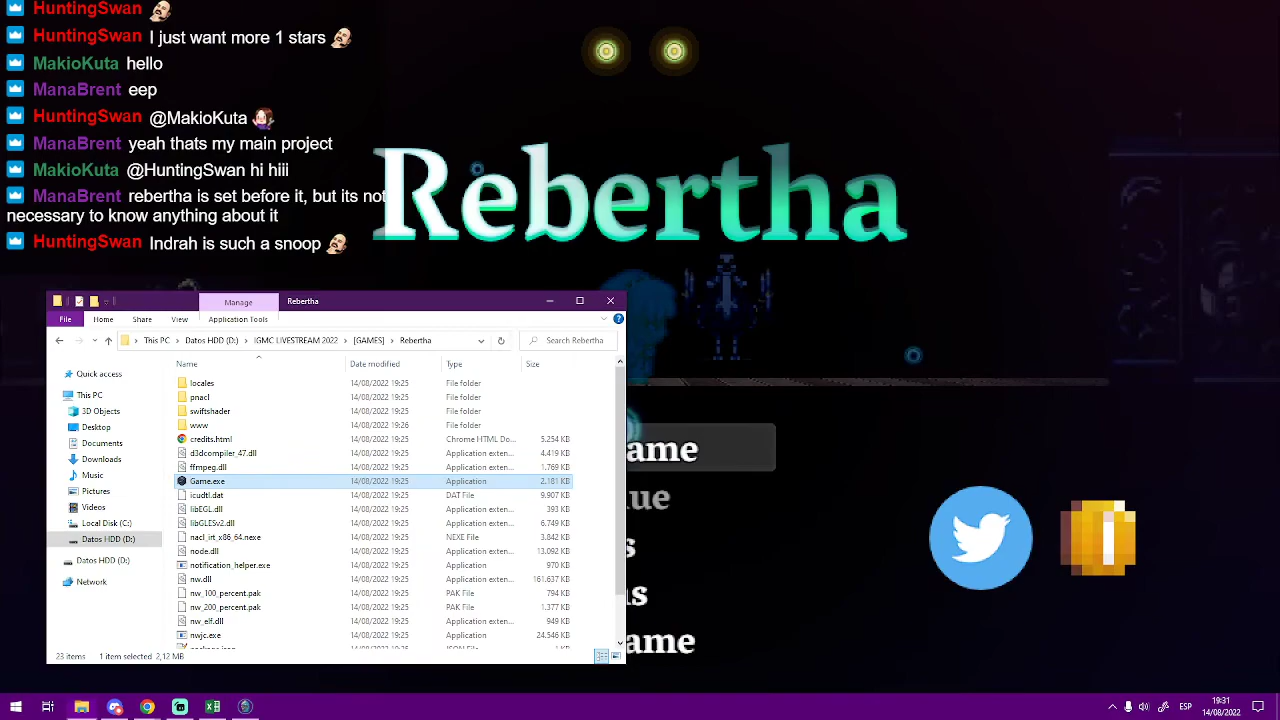 HuntingSwan
HuntingSwan I just want more 1 stars
MakioKuta hello
ManaBrent eep
HuntingSwan @MakioKuta
ManaBrent yeah thats my main project
MakioKuta @HuntingSwan hi hiii
ManaBrent rebertha is set before it, but its not
necessary to know anything about it
HuntingSwan Indrah is such a snoop
Rebertha
Manage
Rebertha
File
Home
Share
View
Application Tools
This PC > Datos HDD (D:) > IGMC LIVESTREAM 2022 > [GAMES] > Rebertha
Search Rebertha
Quick access
This PC
3D Objects
Desktop
Documents
Downloads
Music
Pictures
Videos
Local Disk (C:)
Datos HDD (D:)
Datos HDD (D:)
Network
Name Date modified Type Size
locales 14/08/2022 19:25 File folder
pnacl 14/08/2022 19:25 File folder
swiftshader 14/08/2022 19:25 File folder
www 14/08/2022 19:26 File folder
credits.html 14/08/2022 19:25 Chrome HTML Do... 5.254 KB
d3dcompiler_47.dll 14/08/2022 19:25 Application exten... 4.419 KB
ffmpeg.dll 14/08/2022 19:25 Application exten... 1.769 KB
Game.exe 14/08/2022 19:25 Application 2.181 KB
icudtl.dat 14/08/2022 19:25 DAT File 9.907 KB
libEGL.dll 14/08/2022 19:25 Application exten... 393 KB
libGLESv2.dll 14/08/2022 19:25 Application exten... 6.749 KB
nacl_irt_x86_64.nexe 14/08/2022 19:25 NEXE File 3.842 KB
node.dll 14/08/2022 19:25 Application exten... 13.092 KB
notification_helper.exe 14/08/2022 19:25 Application 970 KB
nw.dll 14/08/2022 19:25 Application exten... 161.637 KB
nw_100_percent.pak 14/08/2022 19:25 PAK File 794 KB
nw_200_percent.pak 14/08/2022 19:25 PAK File 1.377 KB
nw_elf.dll 14/08/2022 19:25 Application exten... 949 KB
nwjc.exe 14/08/2022 19:25 Application 24.546 KB
23 items 1 item selected 2,12 MB
ame
ue
s
ns
ame
ESP
19:31
14/08/2022